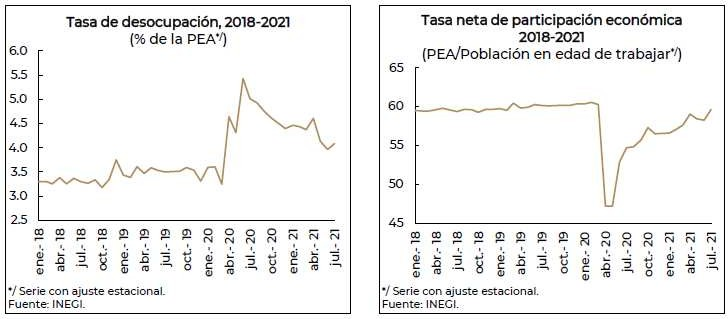 Tasa de desocupación, 2018-2021
(% de la PEA*/)
6.0
5.5
5.0
4.5
4.0
3.5
3.0
2.5
ene.- 18
abr.- 18
jul.- 18
oct.- 18
ene.- 19
abr.- 19
jul.- 19
oct.- 19
ene.- 20
abr.- 20
jul.- 20
oct.- 20
ene.- 21
abr.- 21
jul.- 21
*/ Serie con ajuste estacional.
Fuente: INEGI.
Tasa neta de participación económica
2018-2021
(PEA/Población en edad de trabajar*/)
65
60
55
50
45
ene.- 18
abr.- 18
jul.- 18
oct.- 18
ene.- 19
abr.- 19
jul.- 19
oct.- 19
ene.- 20
abr.- 20
jul.- 20
oct.- 20
ene.- 21
abr.- 21
jul.- 21
*/ Serie con ajuste estacional.
Fuente: INEGI.